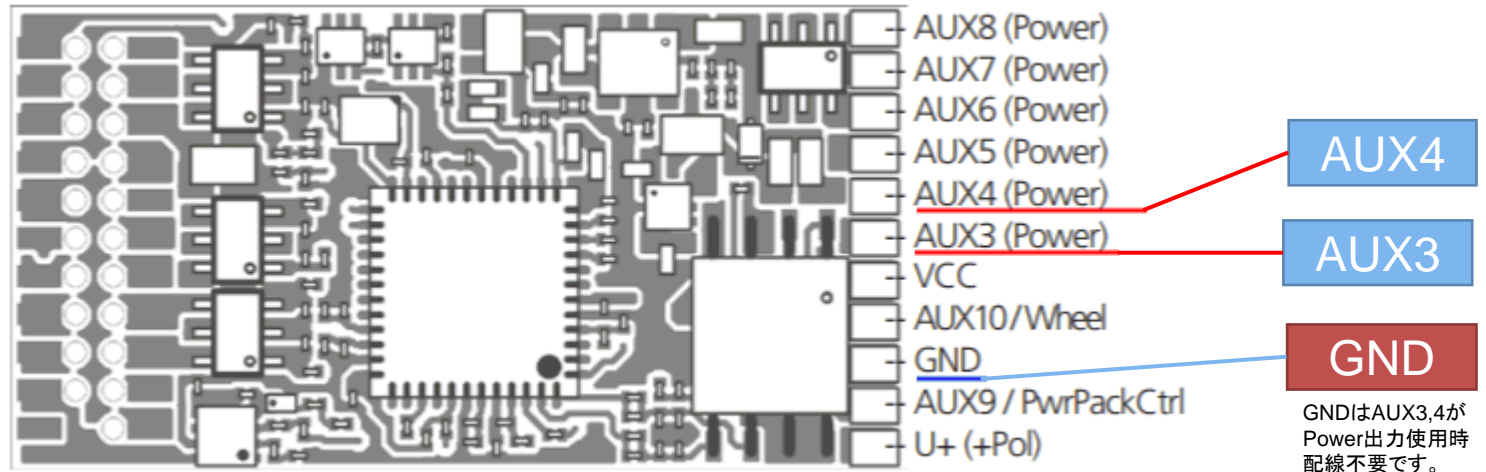 AUX8 (Power)
AUX7 (Power)
AUX6 (Power)
AUX5 (Power)
AUX4 (Power)
AUX3 (Power)
VCC
AUX10/Wheel
GND
AUX9 / PwrPackCtrl
U+ (+Pol)
AUX4
AUX3
GND
GNDはAUX3,4が
Power出力使用時
配線不要です。